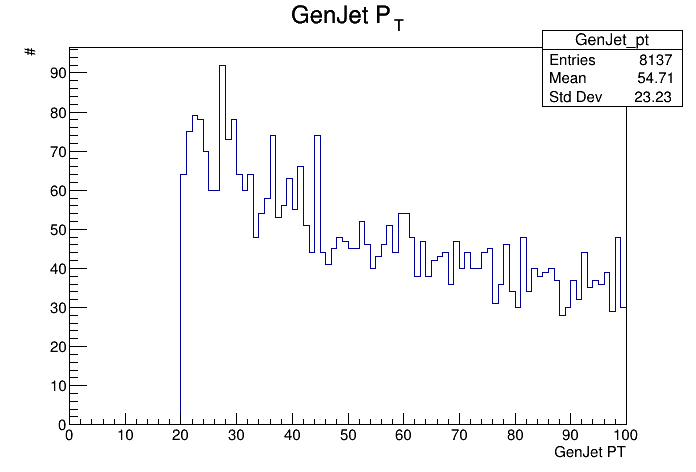 GenJet P_T
#
GenJet_pt
Entries 8137
Mean 54.71
Std Dev 23.23
90
80
70
60
50
40
30
20
10
0
0 10 20 30 40 50 60 70 80 90 100
GenJet PT